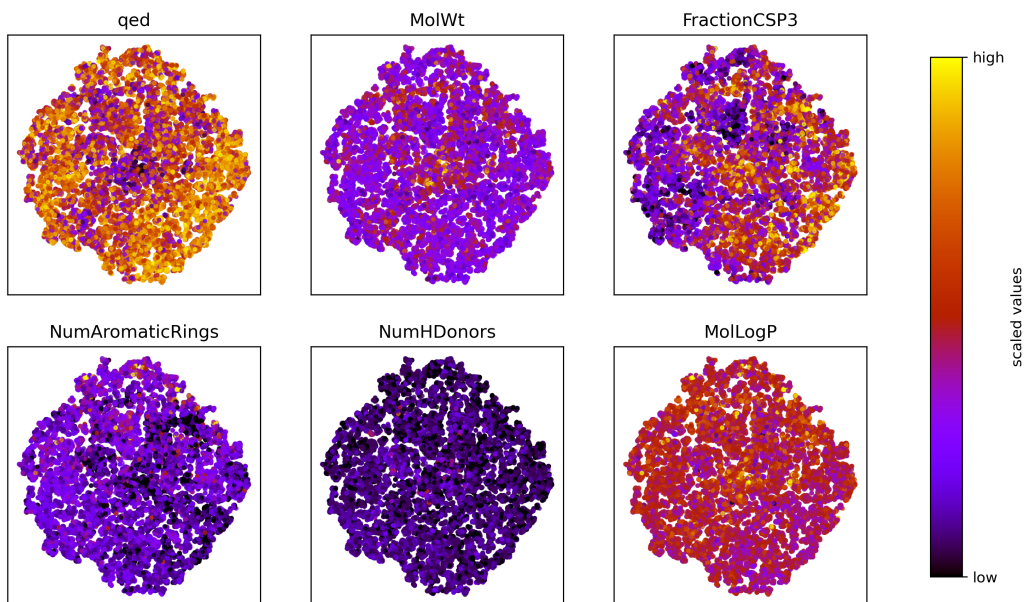 qed
MolWt
FractionCSP3
high
NumAromaticRings
NumHDonors
MolLogP
scaled values
low